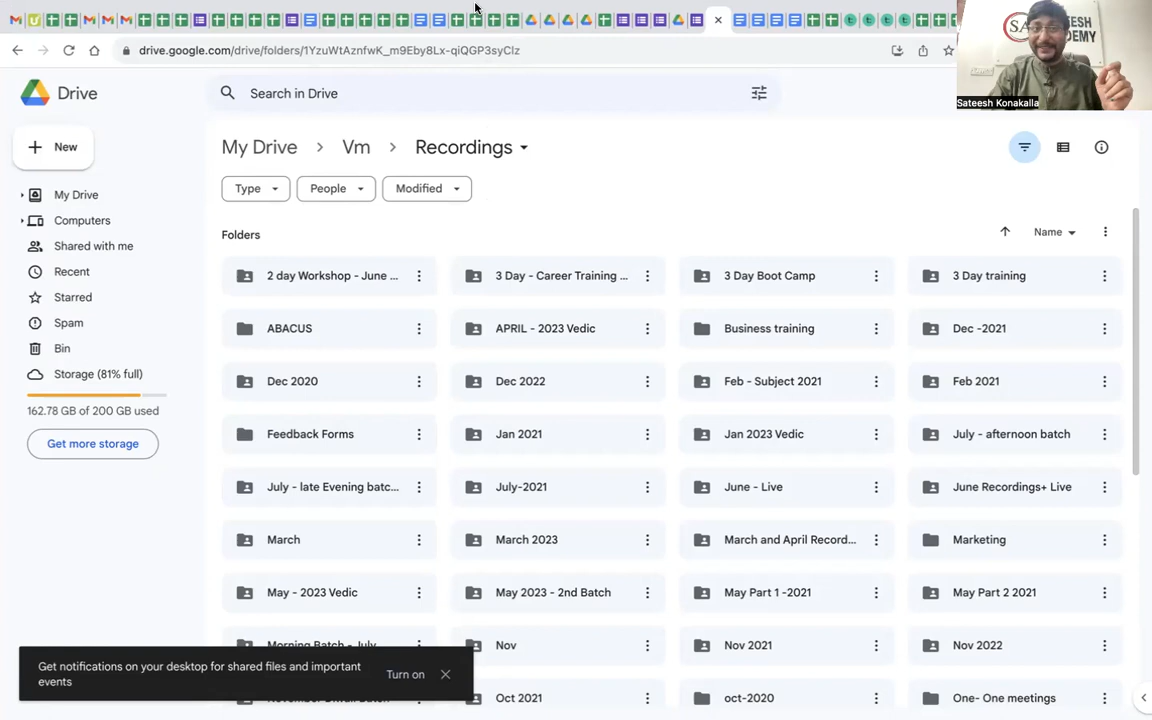 drive.google.com/drive/folders/1YzuWtAznfwK_m9Eby8Lx-qiQGP3syClz
Sateesh Konakalla
Drive
Search in Drive
New
My Drive > Vm > Recordings
Type
People
Modified
My Drive
Computers
Shared with me
Recent
Starred
Spam
Bin
Storage (81% full)
162.78 GB of 200 GB used
Get more storage
Folders
Name
2 day Workshop - June ...
3 Day - Career Training ...
3 Day Boot Camp
3 Day training
ABACUS
APRIL - 2023 Vedic
Business training
Dec -2021
Dec 2020
Dec 2022
Feb - Subject 2021
Feb 2021
Feedback Forms
Jan 2021
Jan 2023 Vedic
July - afternoon batch
July - late Evening batc...
July-2021
June - Live
June Recordings+ Live
March
March 2023
March and April Record...
Marketing
May - 2023 Vedic
May 2023 - 2nd Batch
May Part 1 -2021
May Part 2 2021
Morning Batch - July
Nov
Nov 2021
Nov 2022
Oct 2021
oct-2020
One- One meetings
Get notifications on your desktop for shared files and important
events
Turn on